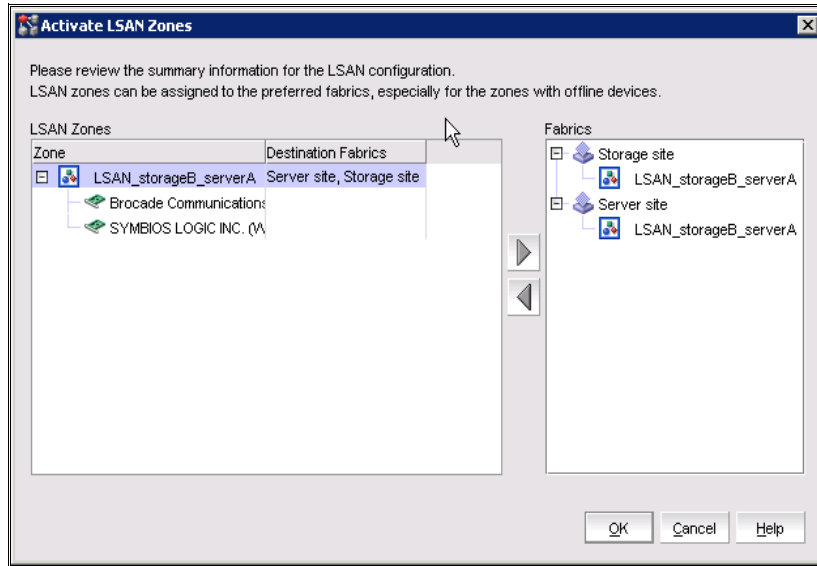 Activate LSAN Zones
Please review the summary information for the LSAN configuration.
LSAN zones can be assigned to the preferred fabrics, especially for the zones with offline devices.
LSAN Zones
Zone Destination Fabrics
LSAN_storageB_serverA Server site, Storage site
Brocade Communications
SYMBIOS LOGIC INC. (W
Fabrics
Storage site
LSAN_storageB_serverA
Server site
LSAN_storageB_serverA
OK Cancel Help